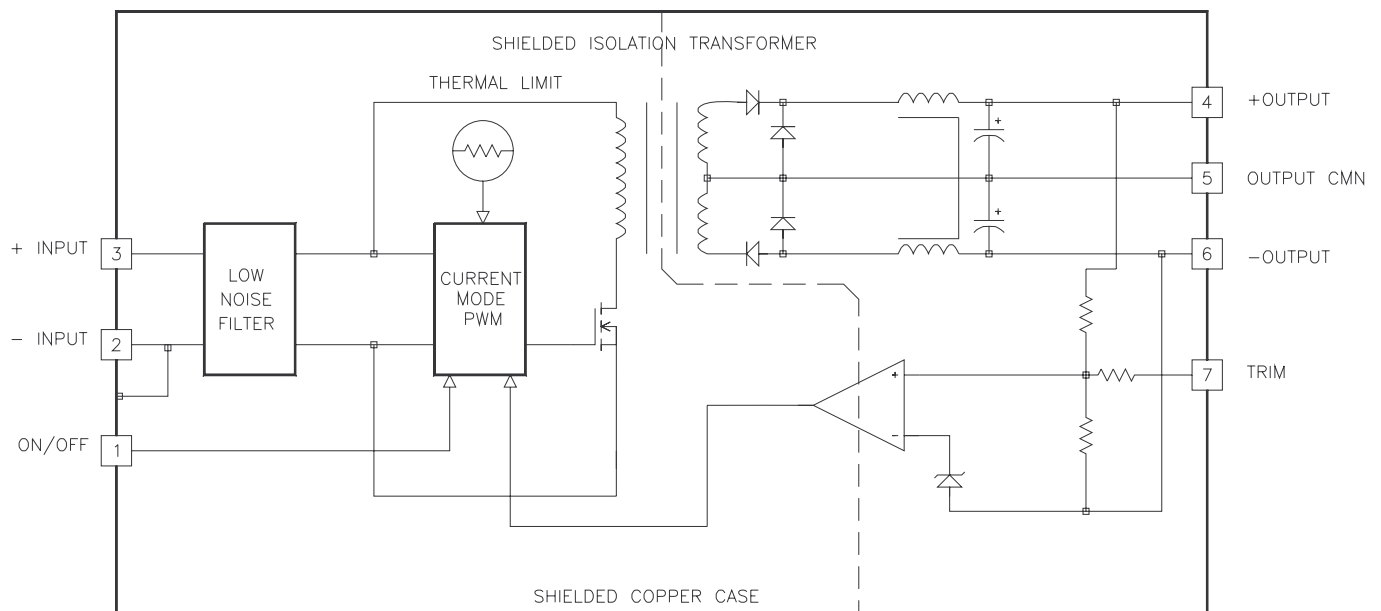 SHIELDED ISOLATION TRANSFORMER
THERMAL LIMIT
4 +OUTPUT
+
5 OUTPUT CMN
+ INPUT 3
LOW
NOISE
FILTER
CURRENT
MODE
PWM
+
6 -OUTPUT
- INPUT 2
+
7 TRIM
-
ON/OFF 1
SHIELDED COPPER CASE